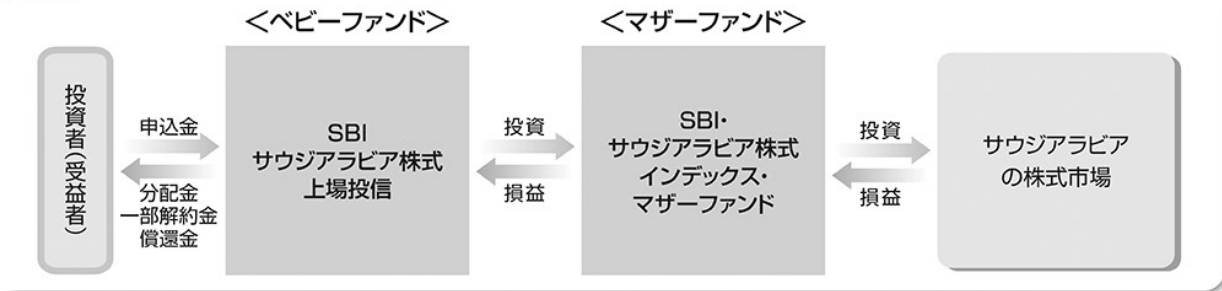 <ベビーファンド>
<マザーファンド>
投資者(受益者)
申込金
分配金
一部解約金
償還金
SBI
サウジアラビア株式
上場投信
投資
損益
SBI・
サウジアラビア株式
インデックス・
マザーファンド
投資
損益
サウジアラビア
の株式市場